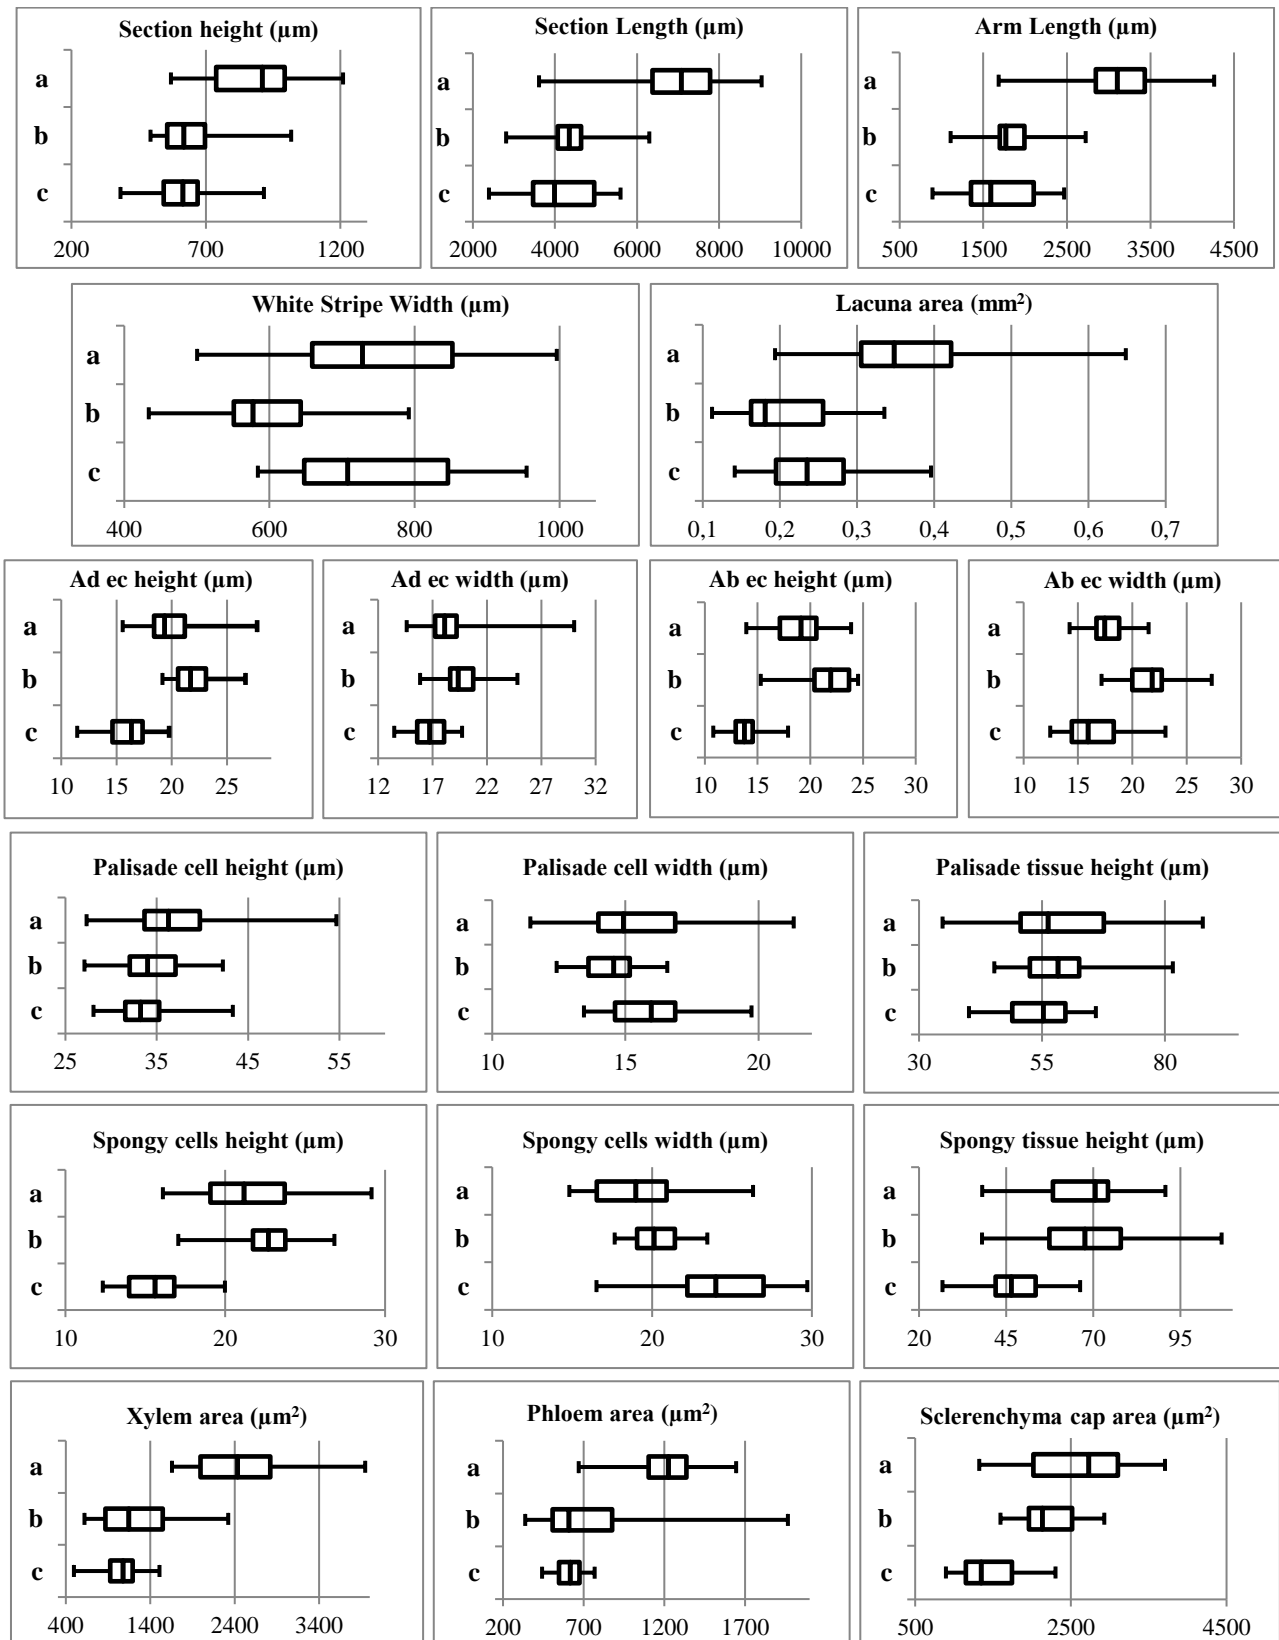 Section height (µm)
a
b
c
200 700 1200
Section Length (µm)
a
b
c
2000 4000 6000 8000 10000
Arm Length (µm)
a
b
c
500 1500 2500 3500 4500
White Stripe Width (µm)
a
b
c
400 600 800 1000
Lacuna area (mm²)
a
b
c
0,1 0,2 0,3 0,4 0,5 0,6 0,7
Ad ec height (µm)
a
b
c
10 15 20 25
Ad ec width (µm)
a
b
c
12 17 22 27 32
Ab ec height (µm)
a
b
c
10 15 20 25 30
Ab ec width (µm)
a
b
c
10 15 20 25 30
Palisade cell height (µm)
a
b
c
25 35 45 55
Palisade cell width (µm)
a
b
c
10 15 20
Palisade tissue height (µm)
a
b
c
30 55 80
Spongy cells height (µm)
a
b
c
10 20 30
Spongy cells width (µm)
a
b
c
10 20 30
Spongy tissue height (µm)
a
b
c
20 45 70 95
Xylem area (µm²)
a
b
c
400 1400 2400 3400
Phloem area (µm²)
a
b
c
200 700 1200 1700
Sclerenchyma cap area (µm²)
a
b
c
500 2500 4500